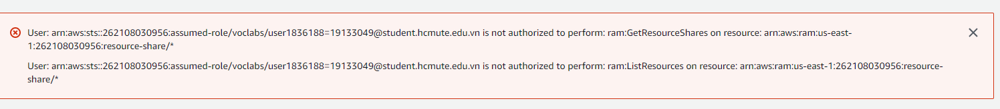 User: arn:aws:sts::262108030956:assumed-role/voclabs/user1836188=19133049@student.hcmute.edu.vn is not authorized to perform: ram:GetResourceShares on resource: arn:aws:ram:us-east-
1:262108030956:resource-share/*
User: arn:aws:sts::262108030956:assumed-role/voclabs/user1836188=19133049@student.hcmute.edu.vn is not authorized to perform: ram:ListResources on resource: arn:aws:ram:us-east-1:262108030956:resource-
share/*